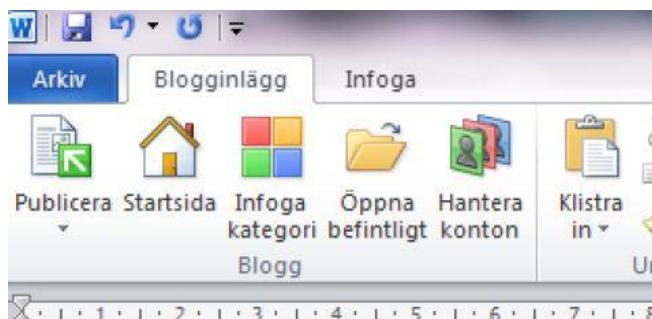 W
Arkiv Blogginlägg Infoga
Publicera Startsida Infoga kategori Öppna befintligt Hantera konton Klistra in
Blogg
1 2 3 4 5 6 7 8